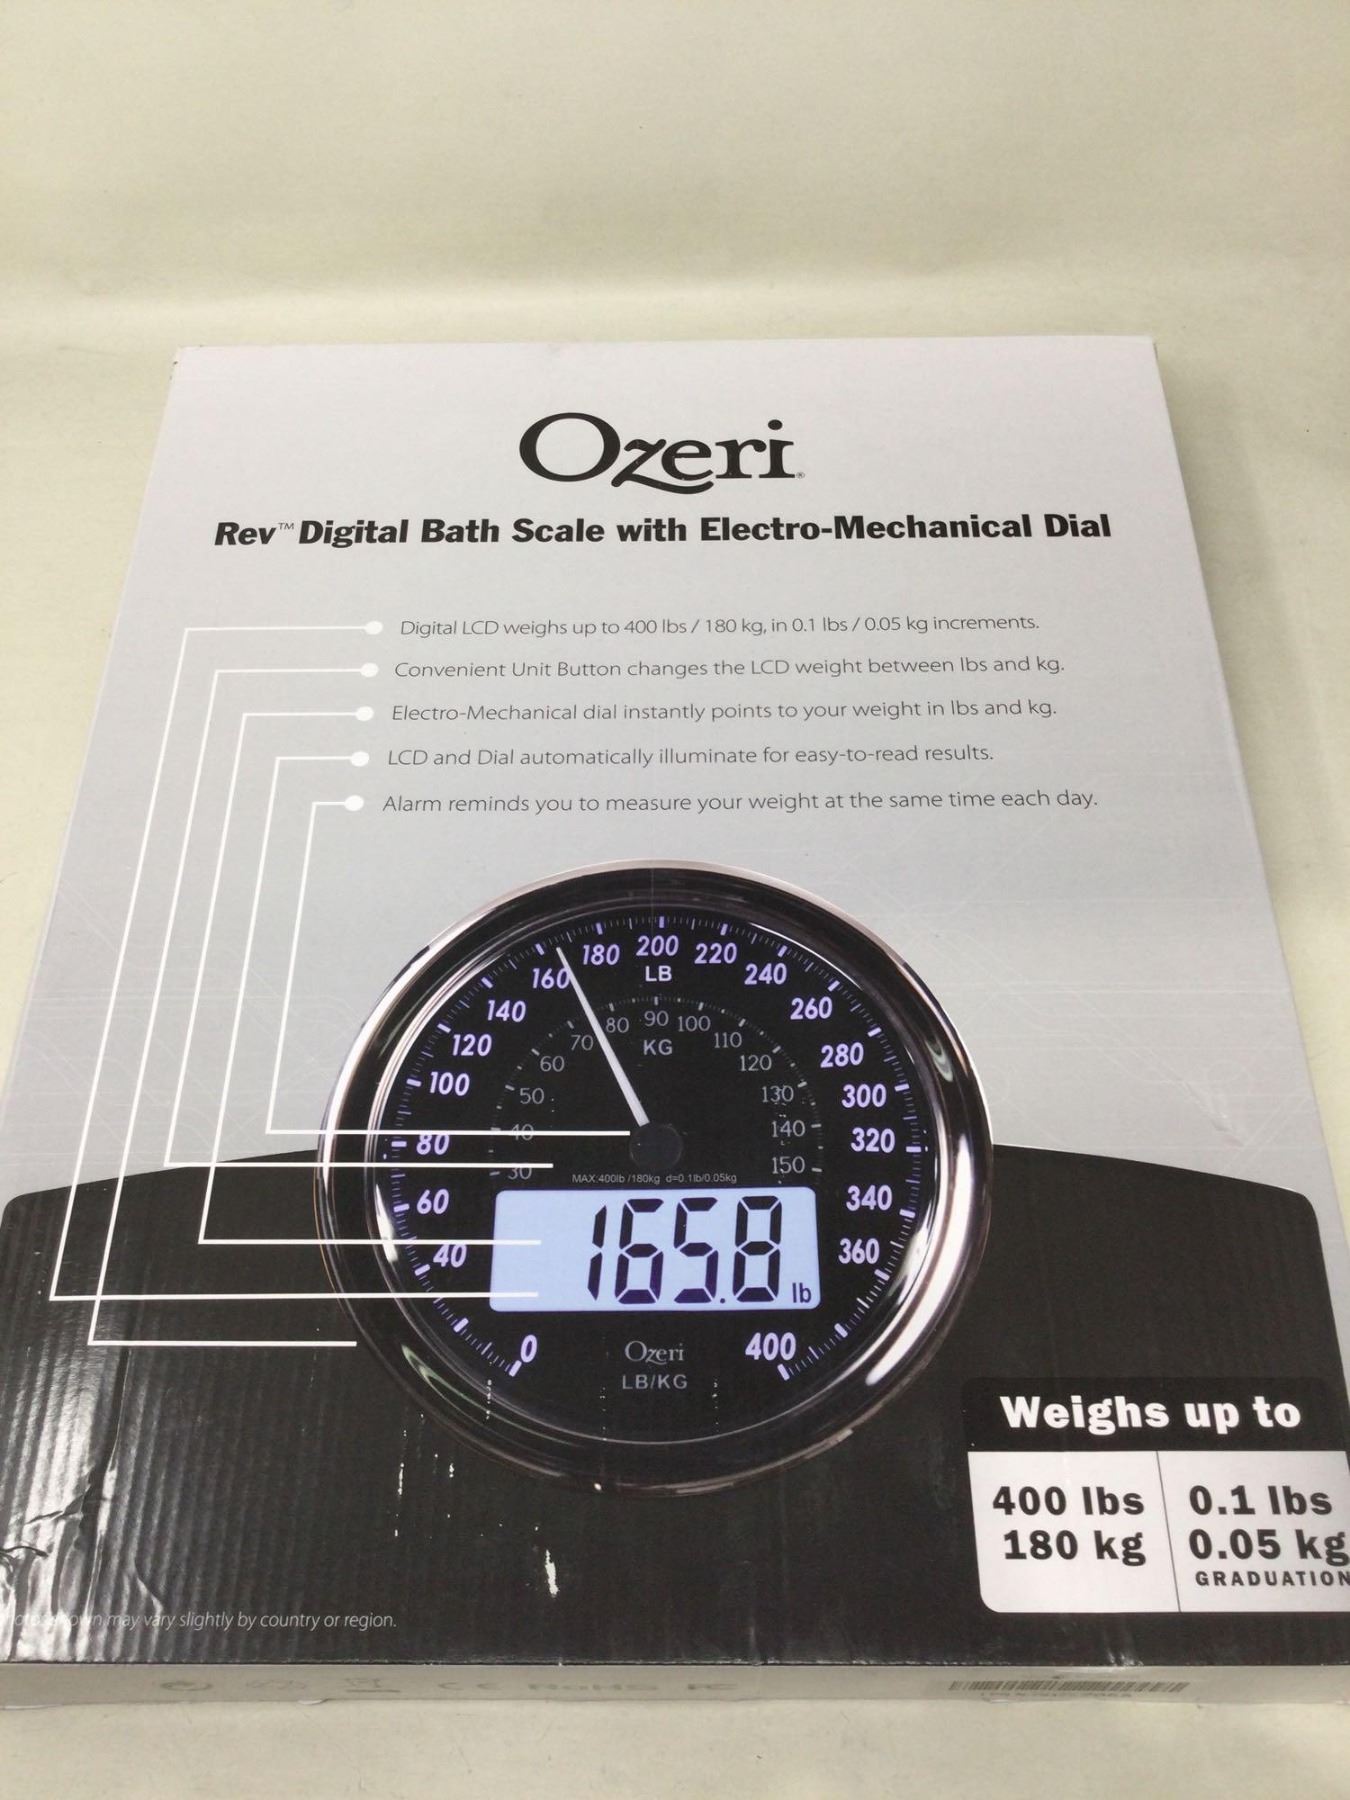 Ozeri®
Rev™ Digital Bath Scale with Electro-Mechanical Dial
Digital LCD weighs up to 400 lbs / 180 kg, in 0.1 lbs / 0.05 kg increments.
Convenient Unit Button changes the LCD weight between lbs and kg.
Electro-Mechanical dial instantly points to your weight in lbs and kg.
LCD and Dial automatically illuminate for easy-to-read results.
Alarm reminds you to measure your weight at the same time each day.
0
40
60
80
100
120
140
160
180
200
220
240
260
280
300
320
340
360
400
LB
30
40
50
60
70
80
90
100
110
120
130
140
150
KG
MAX:400lb /180kg d=0.1lb/0.05kg
165.8 lb
Ozeri
LB/KG
Weighs up to
400 lbs
180 kg
0.1 lbs
0.05 kg
GRADUATION
may vary slightly by country or region.
CE RoHS FC